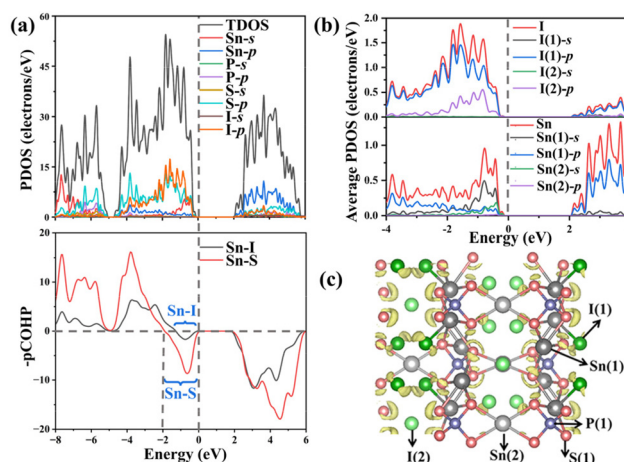 (a)
PDOS (electrons/eV)
60
45
30
15
0
TDOS
Sn-s
Sn-p
P-s
P-p
S-s
S-p
I-s
I-p
-pCOHP
20
10
0
−10
−20
Sn-I
Sn-S
Sn-I
Sn-S
−8 −6 −4 −2 0 2 4 6
Energy (eV)
(b)
Average PDOS (electrons/eV)
2.0
1.5
1.0
0.5
0.0
I
I(1)-s
I(1)-p
I(2)-s
I(2)-p
1.0
0.5
0.0
Sn
Sn(1)-s
Sn(1)-p
Sn(2)-s
Sn(2)-p
−4 −2 0 2
Energy (eV)
(c)
I(1)
Sn(1)
P(1)
I(2) Sn(2) S(1)